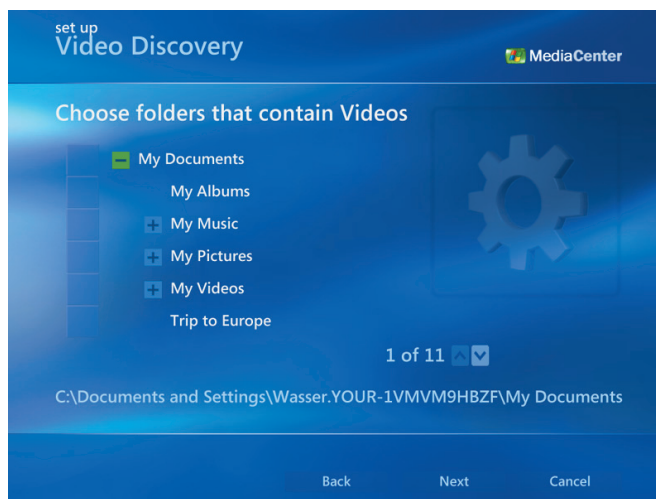 set up
Video Discovery
MediaCenter
Choose folders that contain Videos
My Documents
My Albums
My Music
My Pictures
My Videos
Trip to Europe
1 of 11
C:\Documents and Settings\Wasser.YOUR-1VMVM9HBZF\My Documents
Back Next Cancel